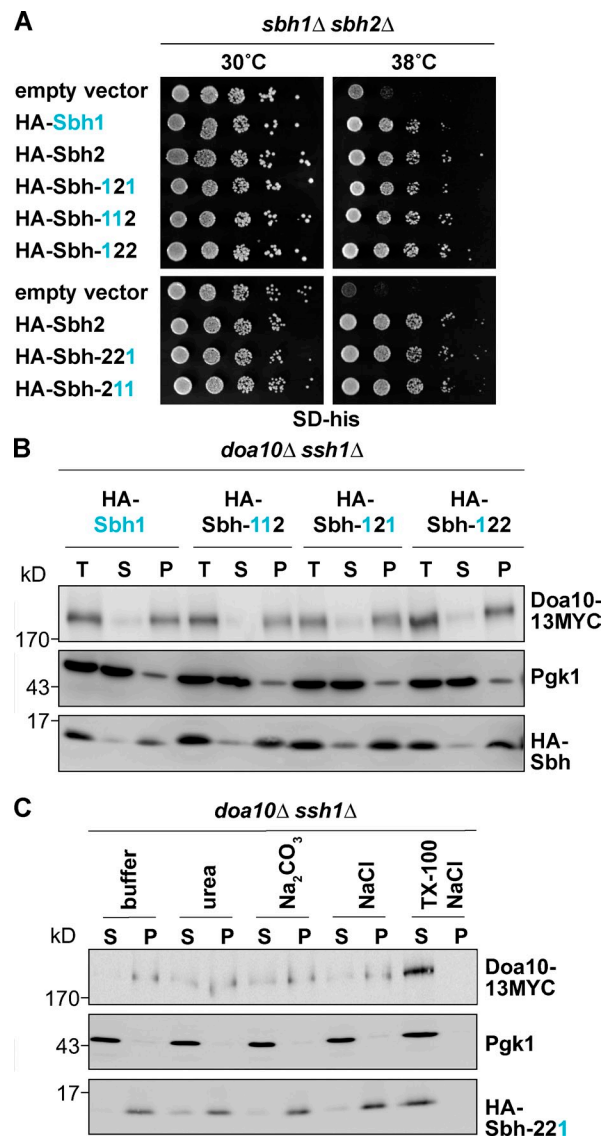 A
sbh1Δ sbh2Δ
30°C 38°C
empty vector
HA-Sbh1
HA-Sbh2
HA-Sbh-121
HA-Sbh-112
HA-Sbh-122
empty vector
HA-Sbh2
HA-Sbh-221
HA-Sbh-211
SD-his
B
doa10Δ ssh1Δ
HA- HA- HA- HA-
Sbh1 Sbh-112 Sbh-121 Sbh-122
kD T S P T S P T S P T S P
Doa10-
13MYC
170
Pgk1
43
17
HA-
Sbh
C
doa10Δ ssh1Δ
buffer urea Na₂CO₃ NaCl TX-100 NaCl
kD S P S P S P S P S P
Doa10-
13MYC
170
Pgk1
43
17
HA-
Sbh-221